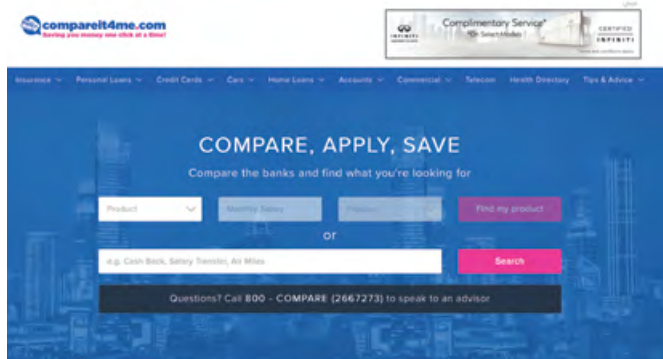 compareit4me.com
Saving you money one click at a time!
INFINITI
Complimentary Service*
*On Select Models
CERTIFIED
INFINITI
Insurance Personal Loans Credit Cards Cars Home Loans Accounts Commercial Telecom Health Directory Tips & Advice
COMPARE, APPLY, SAVE
Compare the banks and find what you're looking for
Product Monthly Salary Find my product
or
e.g. Cash Back, Salary Transfer, Air Miles Search
Questions? Call 800 - COMPARE (2667273) to speak to an advisor